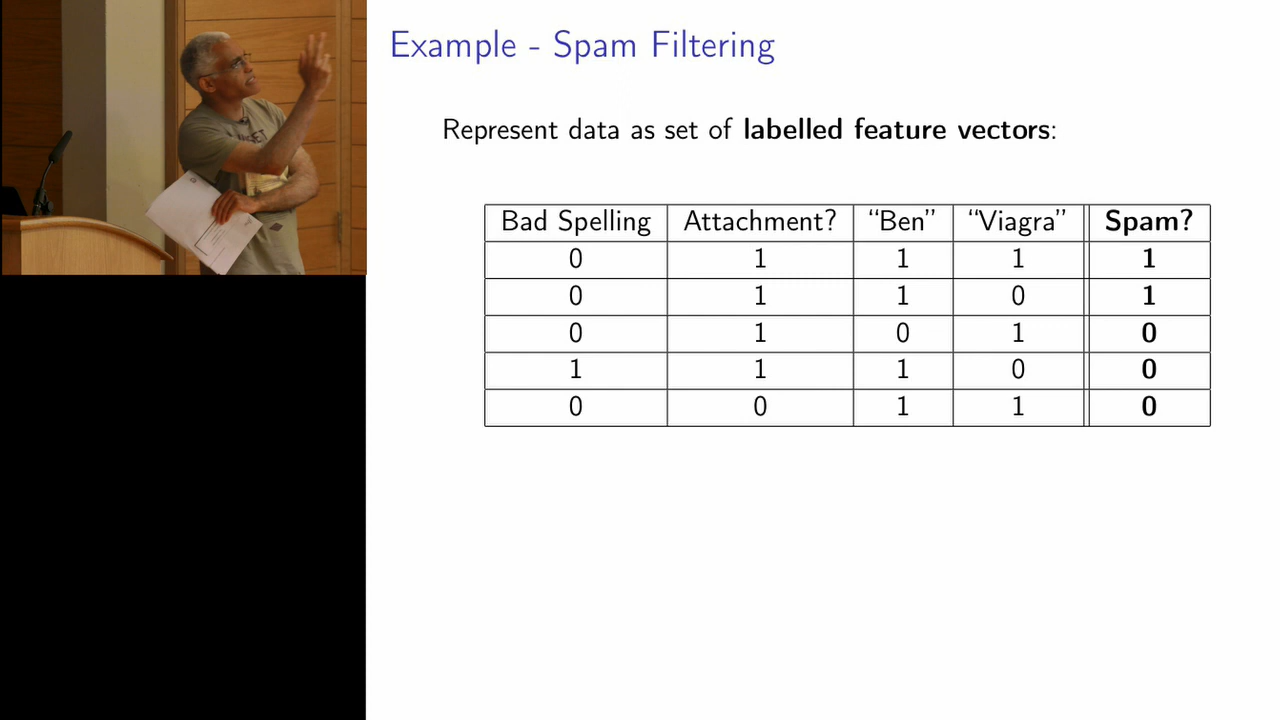 Example - Spam Filtering
Represent data as set of labelled feature vectors:
Bad Spelling Attachment? “Ben” “Viagra” Spam?
0 1 1 1 1
0 1 1 0 1
0 1 0 1 0
1 1 1 0 0
0 0 1 1 0